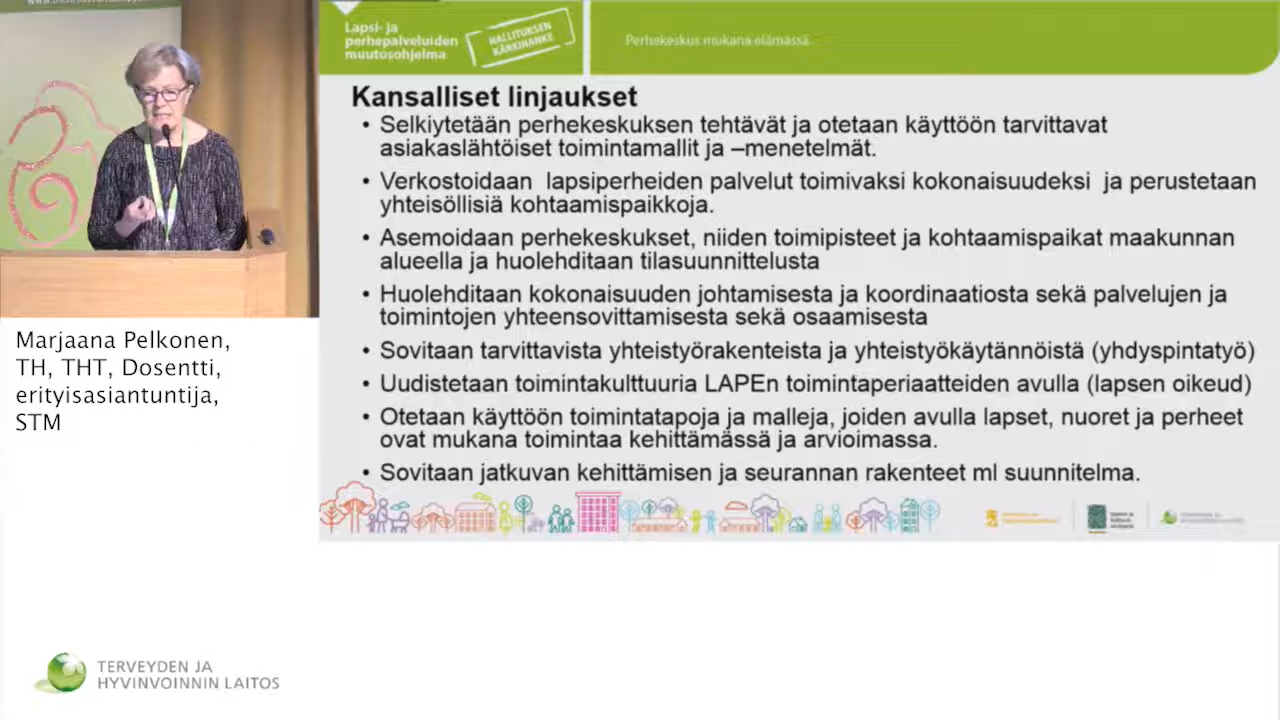 Lapsi- ja
perhepalveluiden
muutosohjelma
HALLITUKSEN
KÄRKIHANKE
Perhekeskus mukana elämässä
Kansalliset linjaukset
• Selkiytetään perhekeskuksen tehtävät ja otetaan käyttöön tarvittavat
asiakaslähtöiset toimintamallit ja –menetelmät.
• Verkostoidaan lapsiperheiden palvelut toimivaksi kokonaisuudeksi ja perustetaan
yhteisöllisiä kohtaamispaikkoja.
• Asemoidaan perhekeskukset, niiden toimipisteet ja kohtaamispaikat maakunnan
alueella ja huolehditaan tilasuunnittelusta
• Huolehditaan kokonaisuuden johtamisesta ja koordinaatiosta sekä palvelujen ja
toimintojen yhteensovittamisesta sekä osaamisesta
• Sovitaan tarvittavista yhteistyörakenteista ja yhteistyökäytännöistä (yhdyspintatyö)
• Uudistetaan toimintakulttuuria LAPEn toimintaperiaatteiden avulla (lapsen oikeud)
• Otetaan käyttöön toimintatapoja ja malleja, joiden avulla lapset, nuoret ja perheet
ovat mukana toimintaa kehittämässä ja arvioimassa.
• Sovitaan jatkuvan kehittämisen ja seurannan rakenteet ml suunnitelma.
Marjaana Pelkonen,
TH, THT, Dosentti,
erityisasiantuntija,
STM
TERVEYDEN JA
HYVINVOINNIN LAITOS